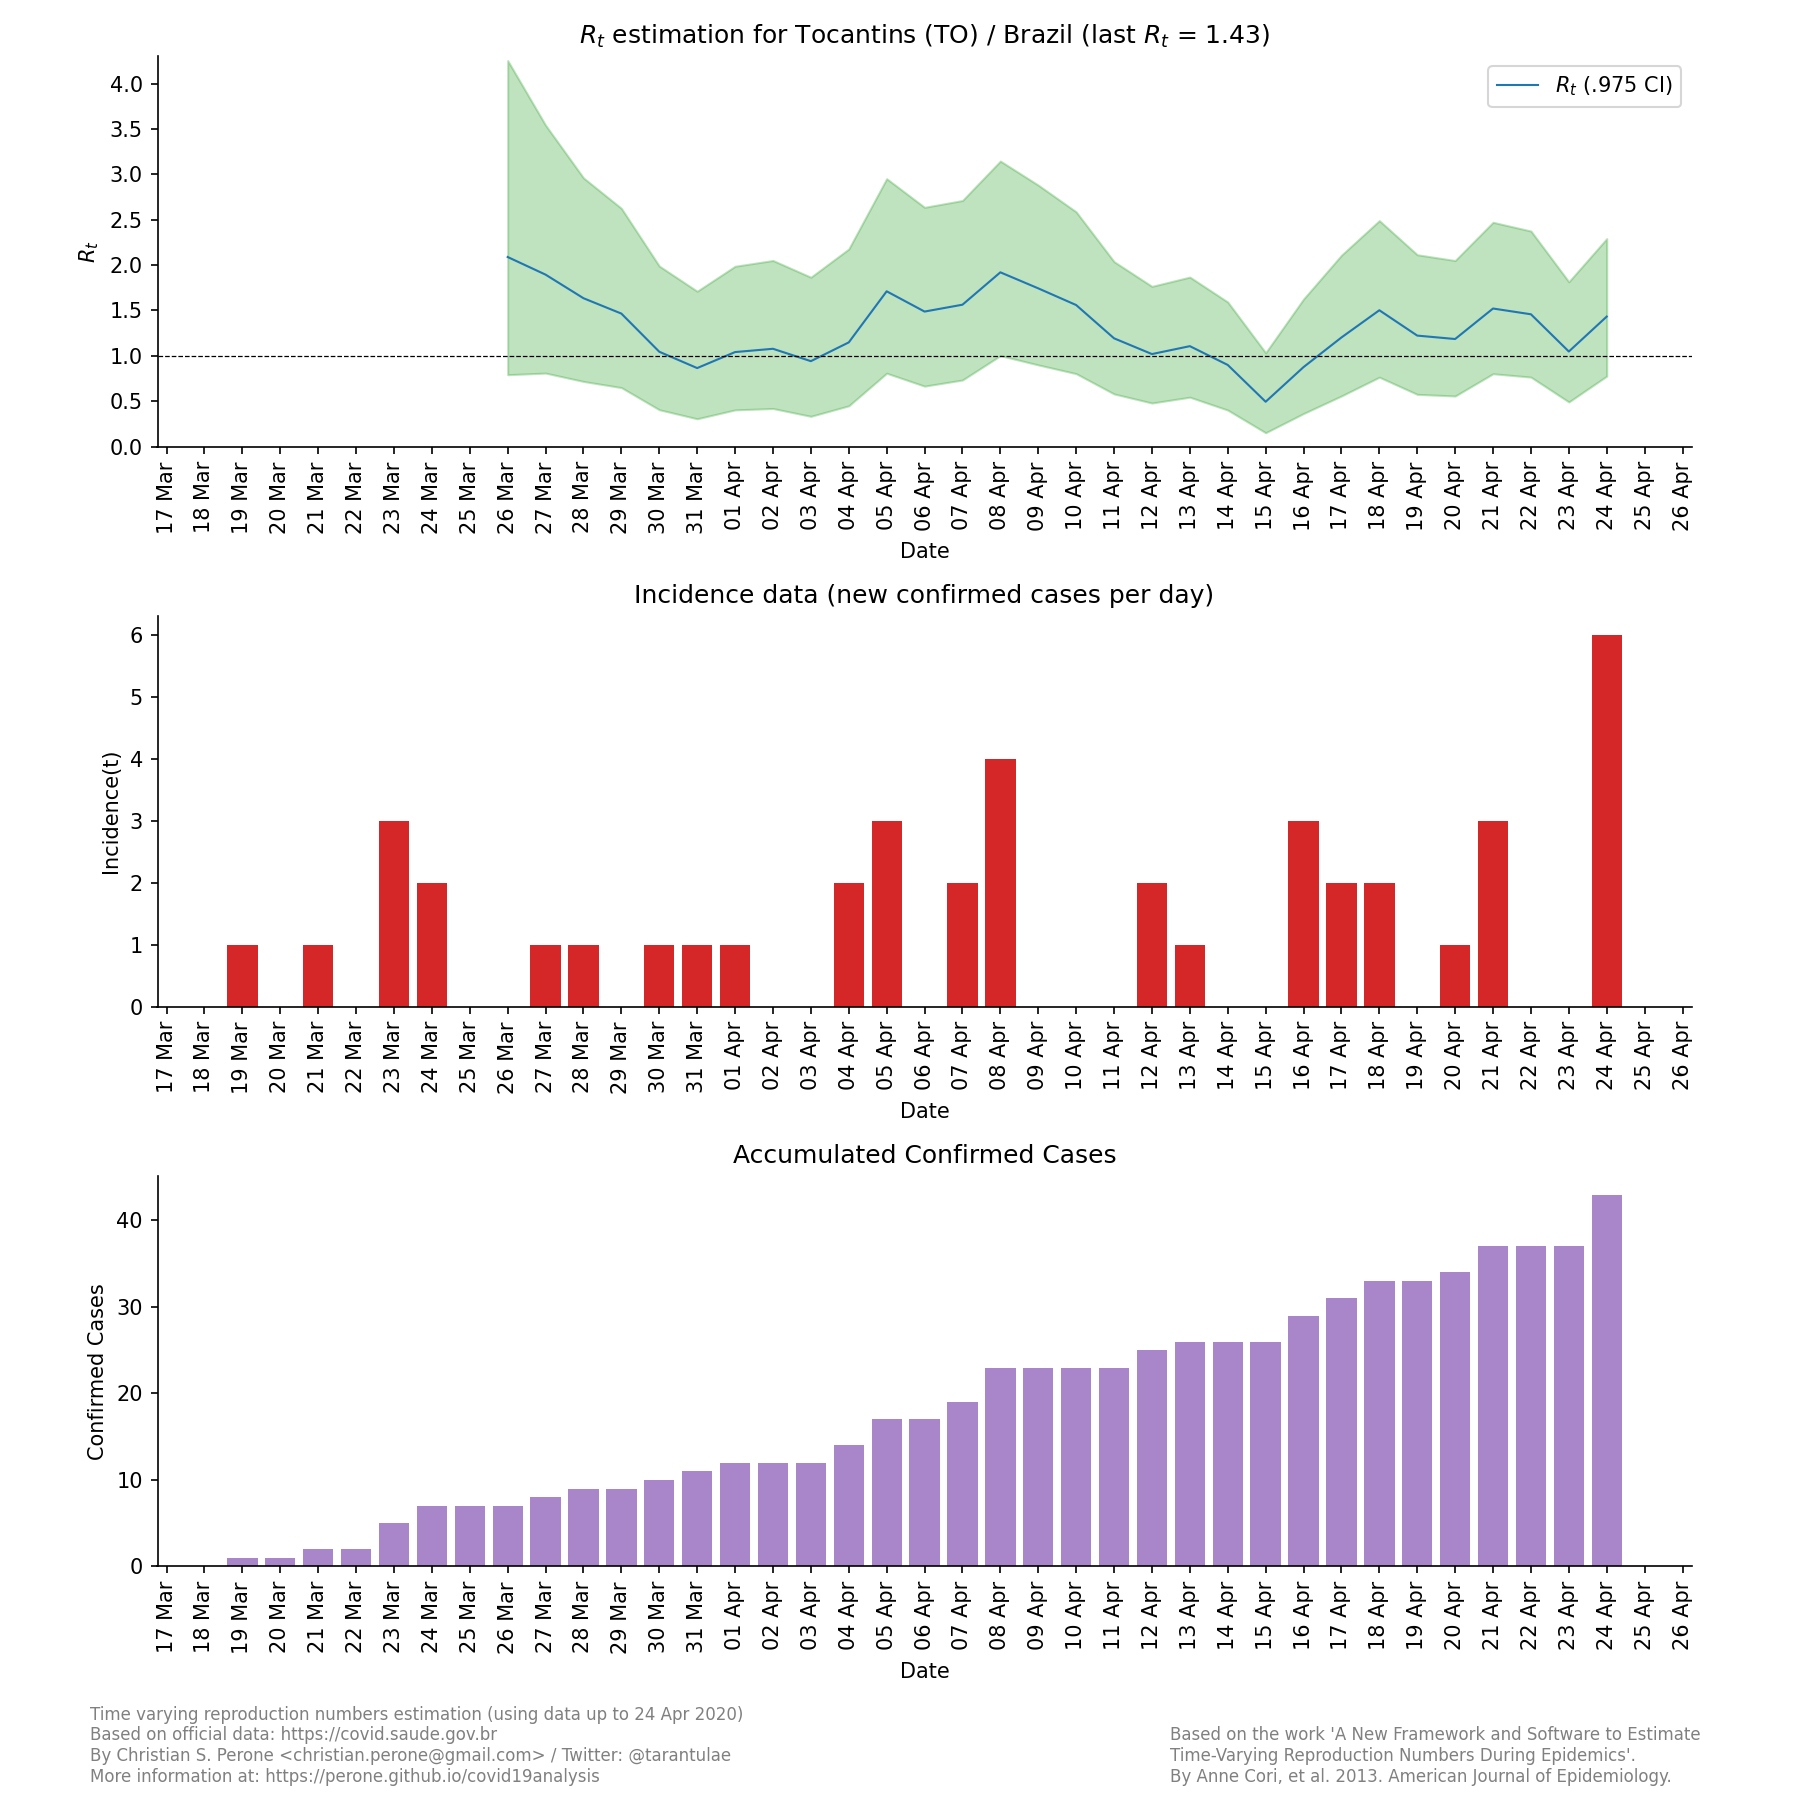 Rt estimation for Tocantins (TO) / Brazil (last Rt = 1.43)
Rt (.975 CI)
Rt
4.0
3.5
3.0
2.5
2.0
1.5
1.0
0.5
0.0
17 Mar 18 Mar 19 Mar 20 Mar 21 Mar 22 Mar 23 Mar 24 Mar 25 Mar 26 Mar 27 Mar 28 Mar 29 Mar 30 Mar 31 Mar 01 Apr 02 Apr 03 Apr 04 Apr 05 Apr 06 Apr 07 Apr 08 Apr 09 Apr 10 Apr 11 Apr 12 Apr 13 Apr 14 Apr 15 Apr 16 Apr 17 Apr 18 Apr 19 Apr 20 Apr 21 Apr 22 Apr 23 Apr 24 Apr 25 Apr 26 Apr
Date
Incidence data (new confirmed cases per day)
Incidence(t)
6
5
4
3
2
1
0
17 Mar 18 Mar 19 Mar 20 Mar 21 Mar 22 Mar 23 Mar 24 Mar 25 Mar 26 Mar 27 Mar 28 Mar 29 Mar 30 Mar 31 Mar 01 Apr 02 Apr 03 Apr 04 Apr 05 Apr 06 Apr 07 Apr 08 Apr 09 Apr 10 Apr 11 Apr 12 Apr 13 Apr 14 Apr 15 Apr 16 Apr 17 Apr 18 Apr 19 Apr 20 Apr 21 Apr 22 Apr 23 Apr 24 Apr 25 Apr 26 Apr
Date
Accumulated Confirmed Cases
Confirmed Cases
40
30
20
10
0
17 Mar 18 Mar 19 Mar 20 Mar 21 Mar 22 Mar 23 Mar 24 Mar 25 Mar 26 Mar 27 Mar 28 Mar 29 Mar 30 Mar 31 Mar 01 Apr 02 Apr 03 Apr 04 Apr 05 Apr 06 Apr 07 Apr 08 Apr 09 Apr 10 Apr 11 Apr 12 Apr 13 Apr 14 Apr 15 Apr 16 Apr 17 Apr 18 Apr 19 Apr 20 Apr 21 Apr 22 Apr 23 Apr 24 Apr 25 Apr 26 Apr
Date
Time varying reproduction numbers estimation (using data up to 24 Apr 2020)
Based on official data: https://covid.saude.gov.br
By Christian S. Perone <christian.perone@gmail.com> / Twitter: @tarantulae
More information at: https://perone.github.io/covid19analysis
Based on the work 'A New Framework and Software to Estimate
Time-Varying Reproduction Numbers During Epidemics'.
By Anne Cori, et al. 2013. American Journal of Epidemiology.